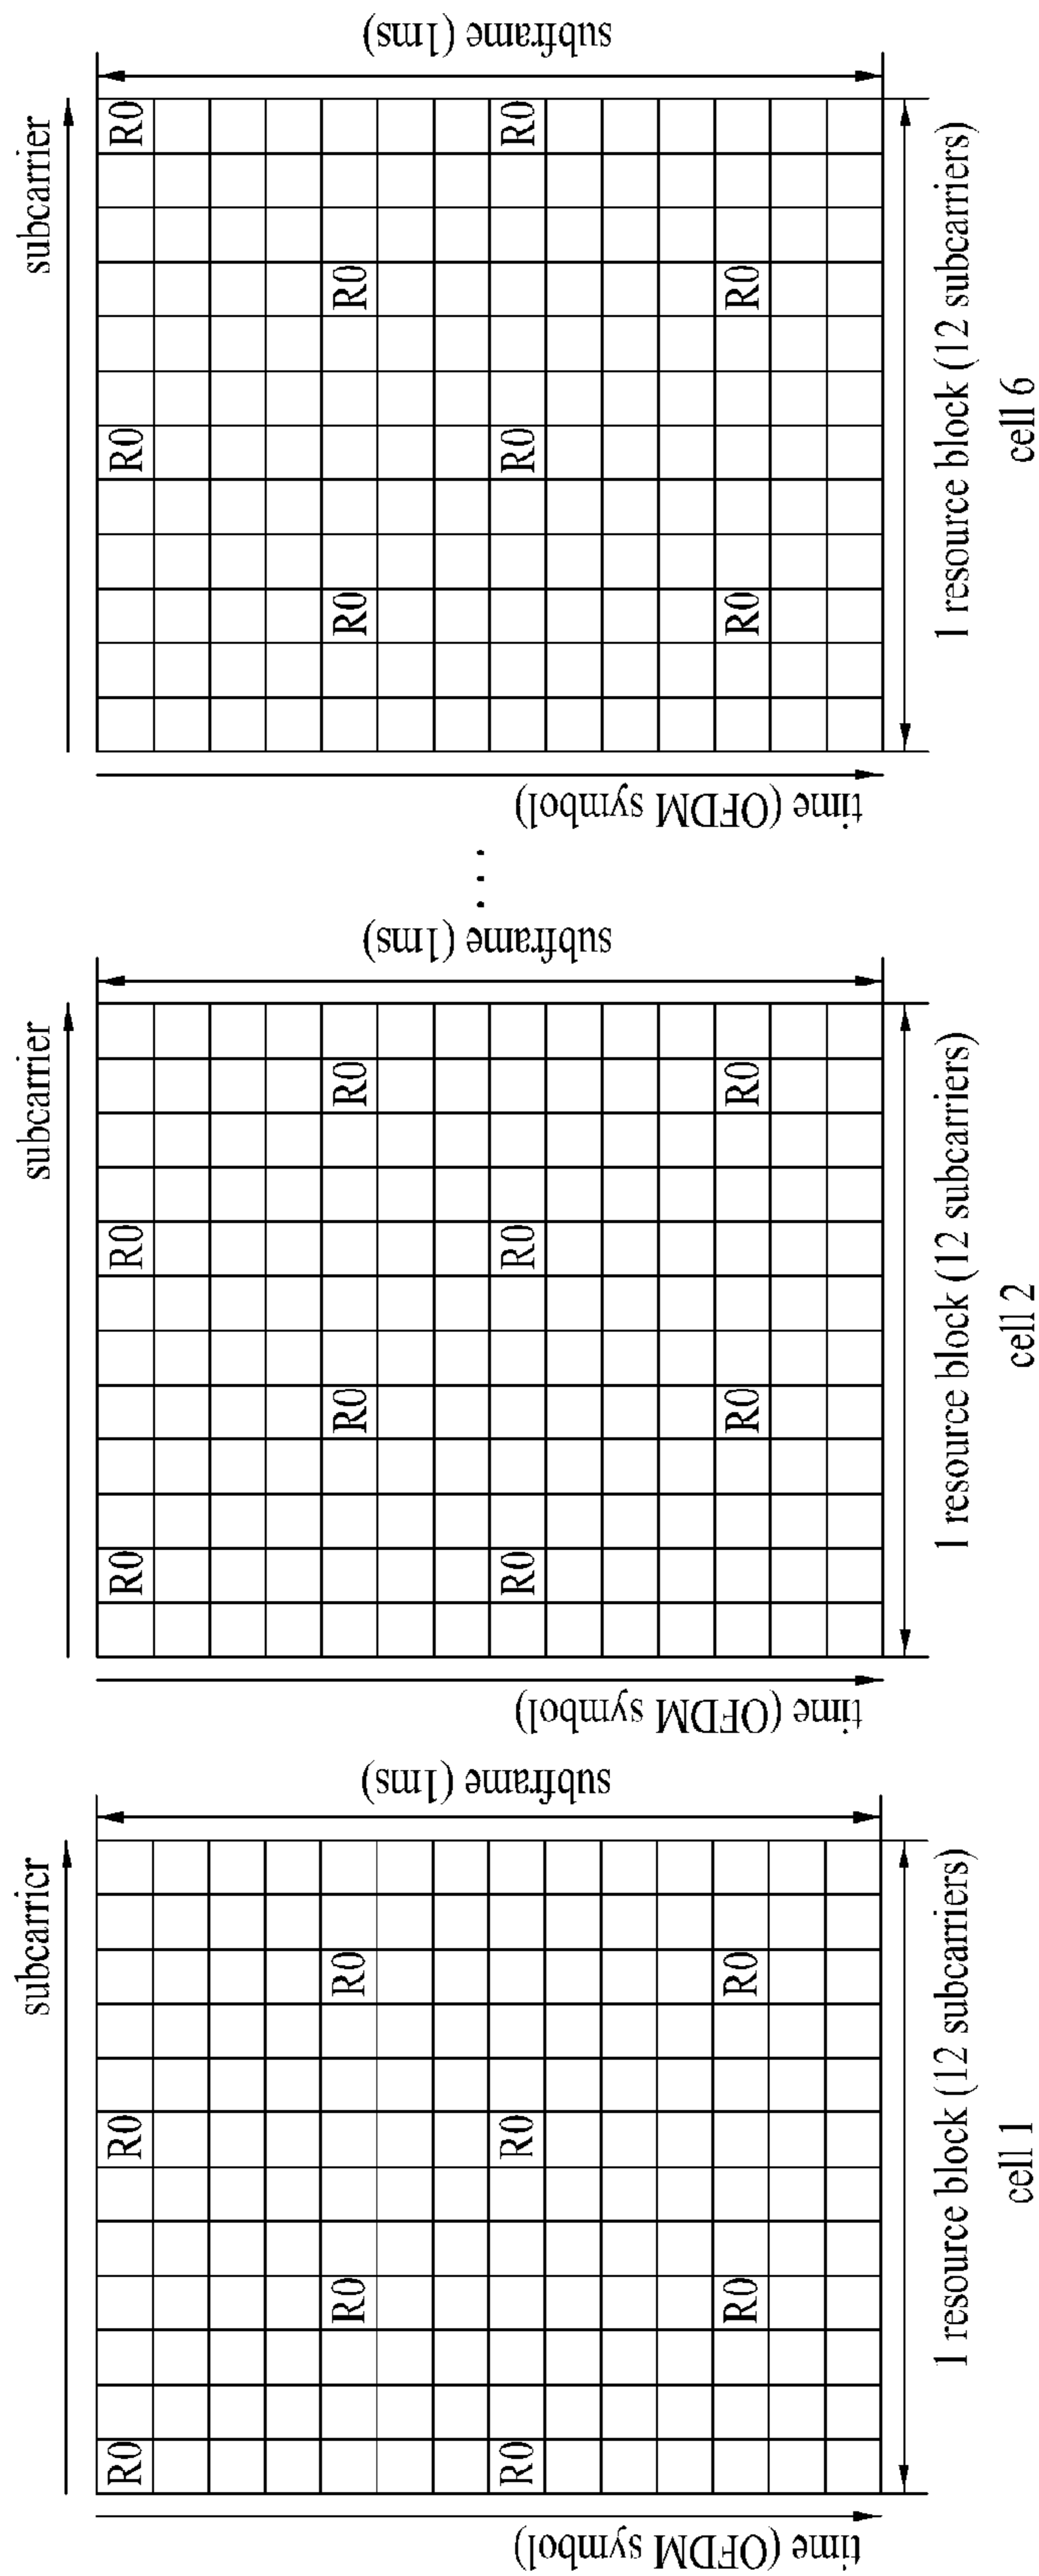 subcarrier
time (OFDM symbol)
R0 R0
R0 R0
R0 R0
R0 R0
subframe (1ms)
1 resource block (12 subcarriers)
cell 1
subcarrier
time (OFDM symbol)
R0 R0
R0 R0
R0 R0
R0 R0
subframe (1ms)
1 resource block (12 subcarriers)
cell 2
...
subcarrier
time (OFDM symbol)
R0 R0
R0 R0
R0 R0
R0 R0
subframe (1ms)
1 resource block (12 subcarriers)
cell 6